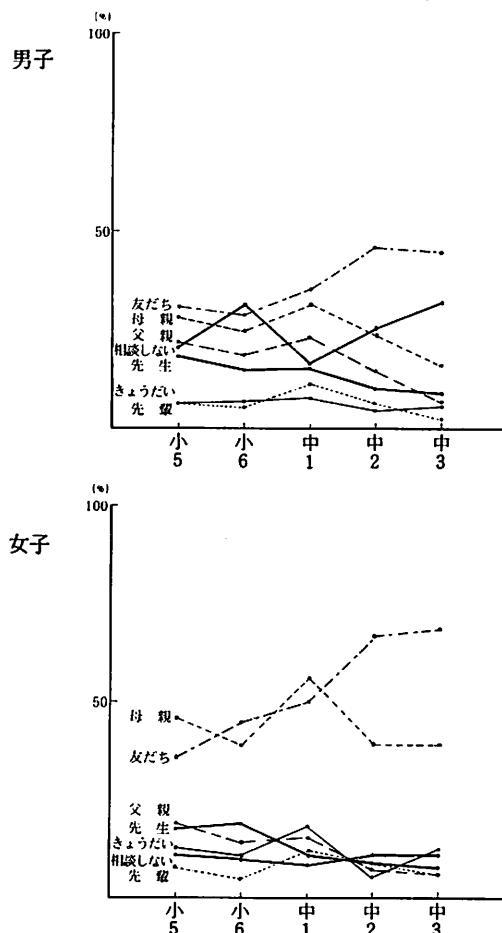 (%)
100
男子
50
友だち
母親
父親
相談しない
先生
きょうだい
先輩
小5
小6
中1
中2
中3
(%)
100
女子
50
母親
友だち
父親
先生
きょうだい
相談しない
先輩
小5
小6
中1
中2
中3